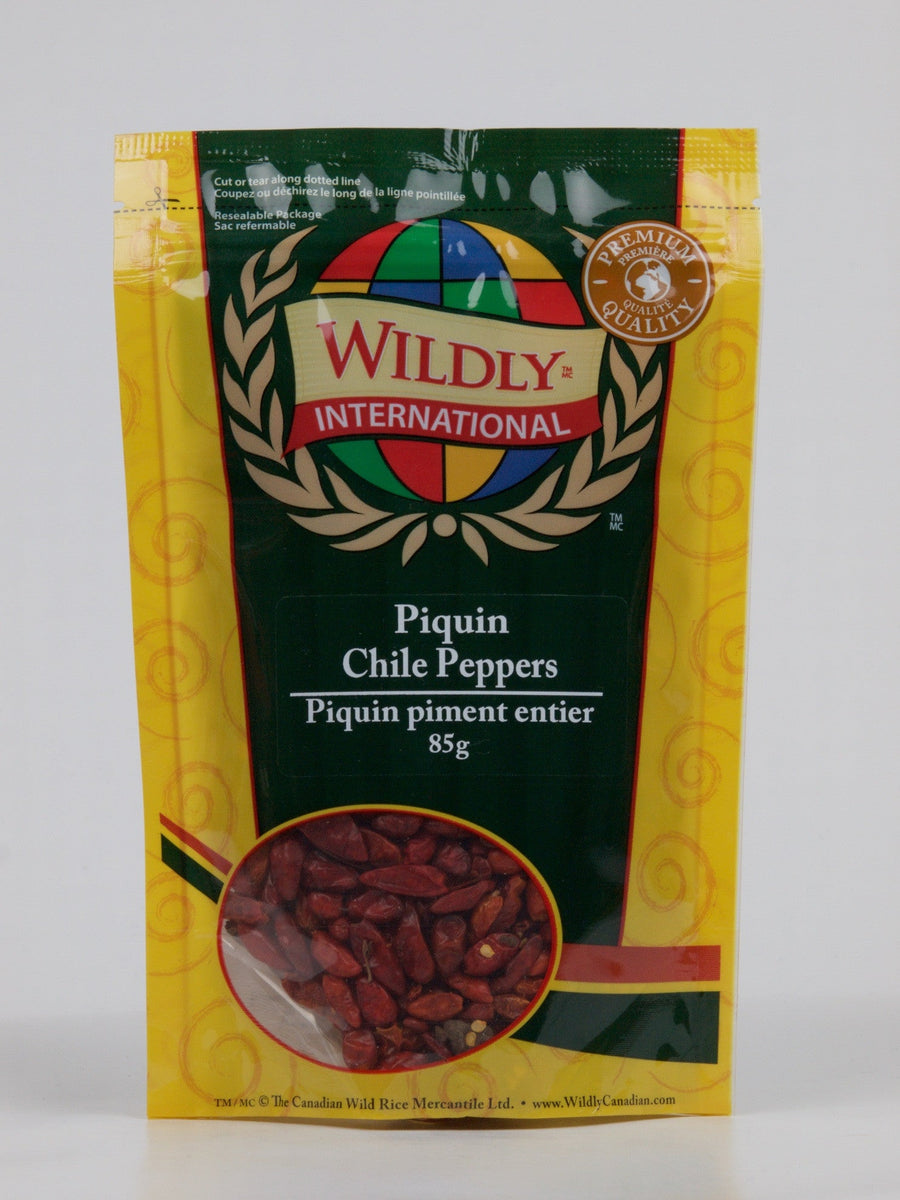 Cut or tear along dotted line
Coupez ou déchirez le long de la ligne pointillée
Resealable Package
Sac refermable
PREMIUM
PREMIÈRE
QUALITÉ
QUALITY
WILDLY TM MC
INTERNATIONAL
TM
MC
Piquin
Chile Peppers
Piquin piment entier
85g
TM/MC © The Canadian Wild Rice Mercantile Ltd. • www.WildlyCanadian.com